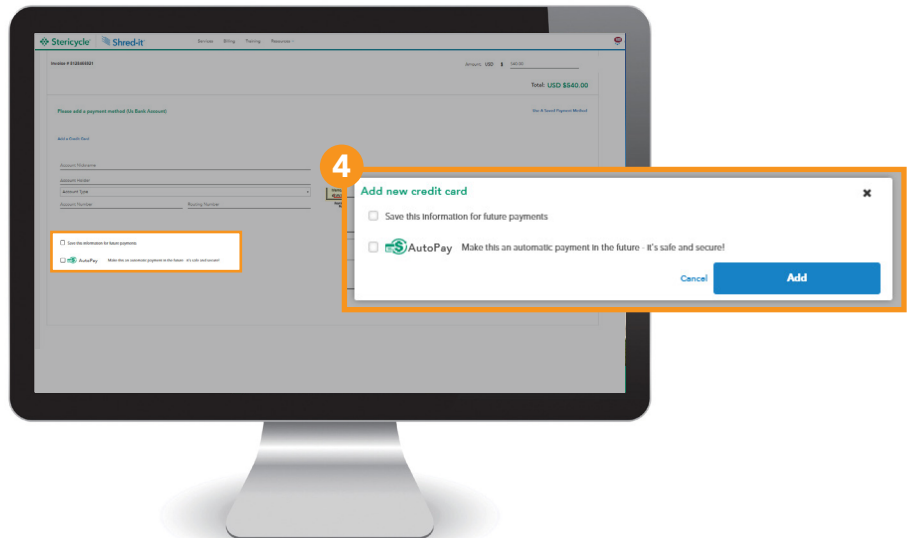 Stericycle Shred-it
Services Billing Training Resources
Amount, USD $ 540.00
Total: USD $540.00
Please add a payment method (Us Bank Account)
Use A Saved Payment Method
Add a Credit Card
Account Nickname
Account Holder
Account Type
Account Number Routing Number
Save this information for future payments
AutoPay Make this an automatic payment in the future - it's safe and secure!
4
Add new credit card
Save this information for future payments
AutoPay Make this an automatic payment in the future - it's safe and secure!
Cancel Add